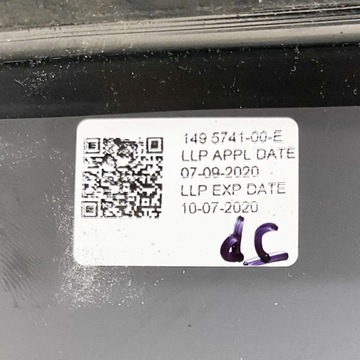 149 5741-00-E
LLP APPL DATE
07-09-2020
LLP EXP DATE
10-07-2020
dc